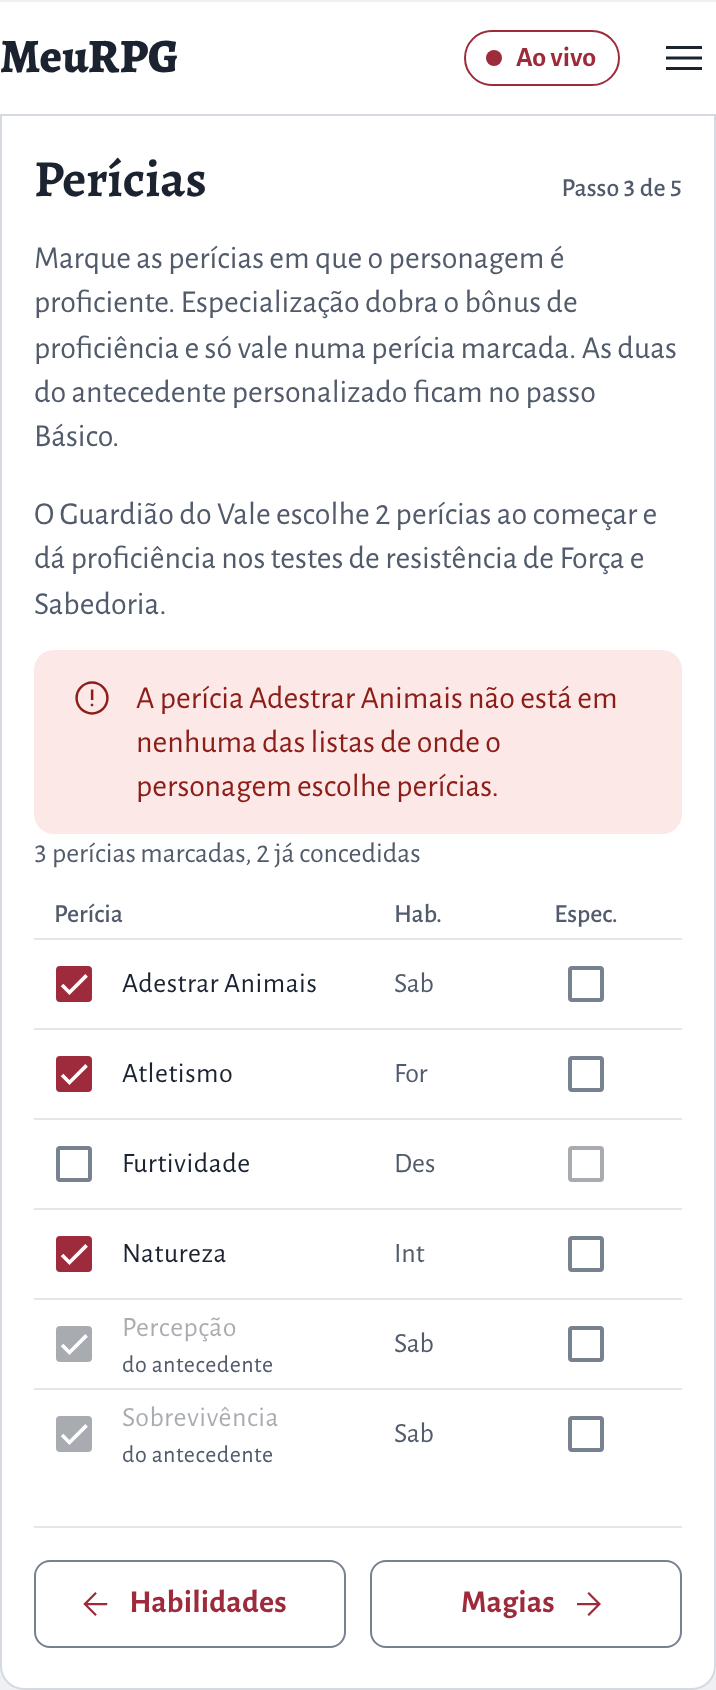 MeuRPG
Ao vivo
Perícias
Passo 3 de 5
Marque as perícias em que o personagem é
proficiente. Especialização dobra o bônus de
proficiência e só vale numa perícia marcada. As duas
do antecedente personalizado ficam no passo
Básico.
O Guardião do Vale escolhe 2 perícias ao começar e
dá proficiência nos testes de resistência de Força e
Sabedoria.
A perícia Adestrar Animais não está em
nenhuma das listas de onde o
personagem escolhe perícias.
3 perícias marcadas, 2 já concedidas
Perícia Hab. Espec.
Adestrar Animais Sab
Atletismo For
Furtividade Des
Natureza Int
Percepção
do antecedente
Sab
Sobrevivência
do antecedente
Sab
← Habilidades
Magias →